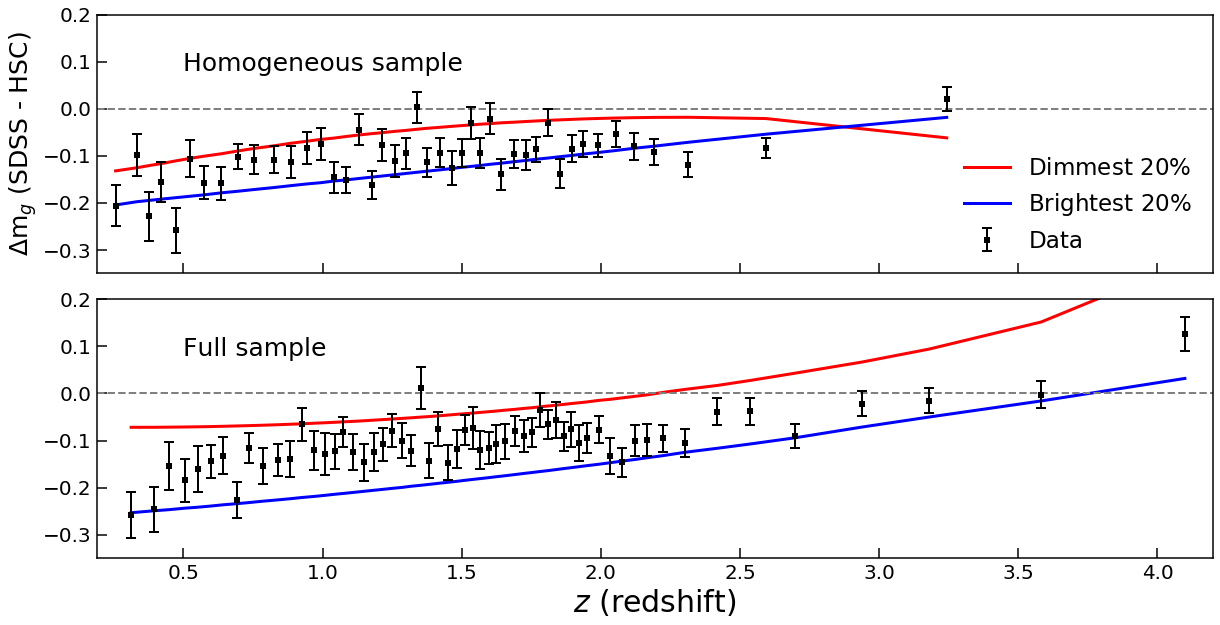 0.2
0.1
0.0
−0.1
−0.2
−0.3
Δm_g (SDSS - HSC)
Homogeneous sample
Dimmest 20%
Brightest 20%
Data
0.2
0.1
0.0
−0.1
−0.2
−0.3
Full sample
0.5 1.0 1.5 2.0 2.5 3.0 3.5 4.0
z (redshift)